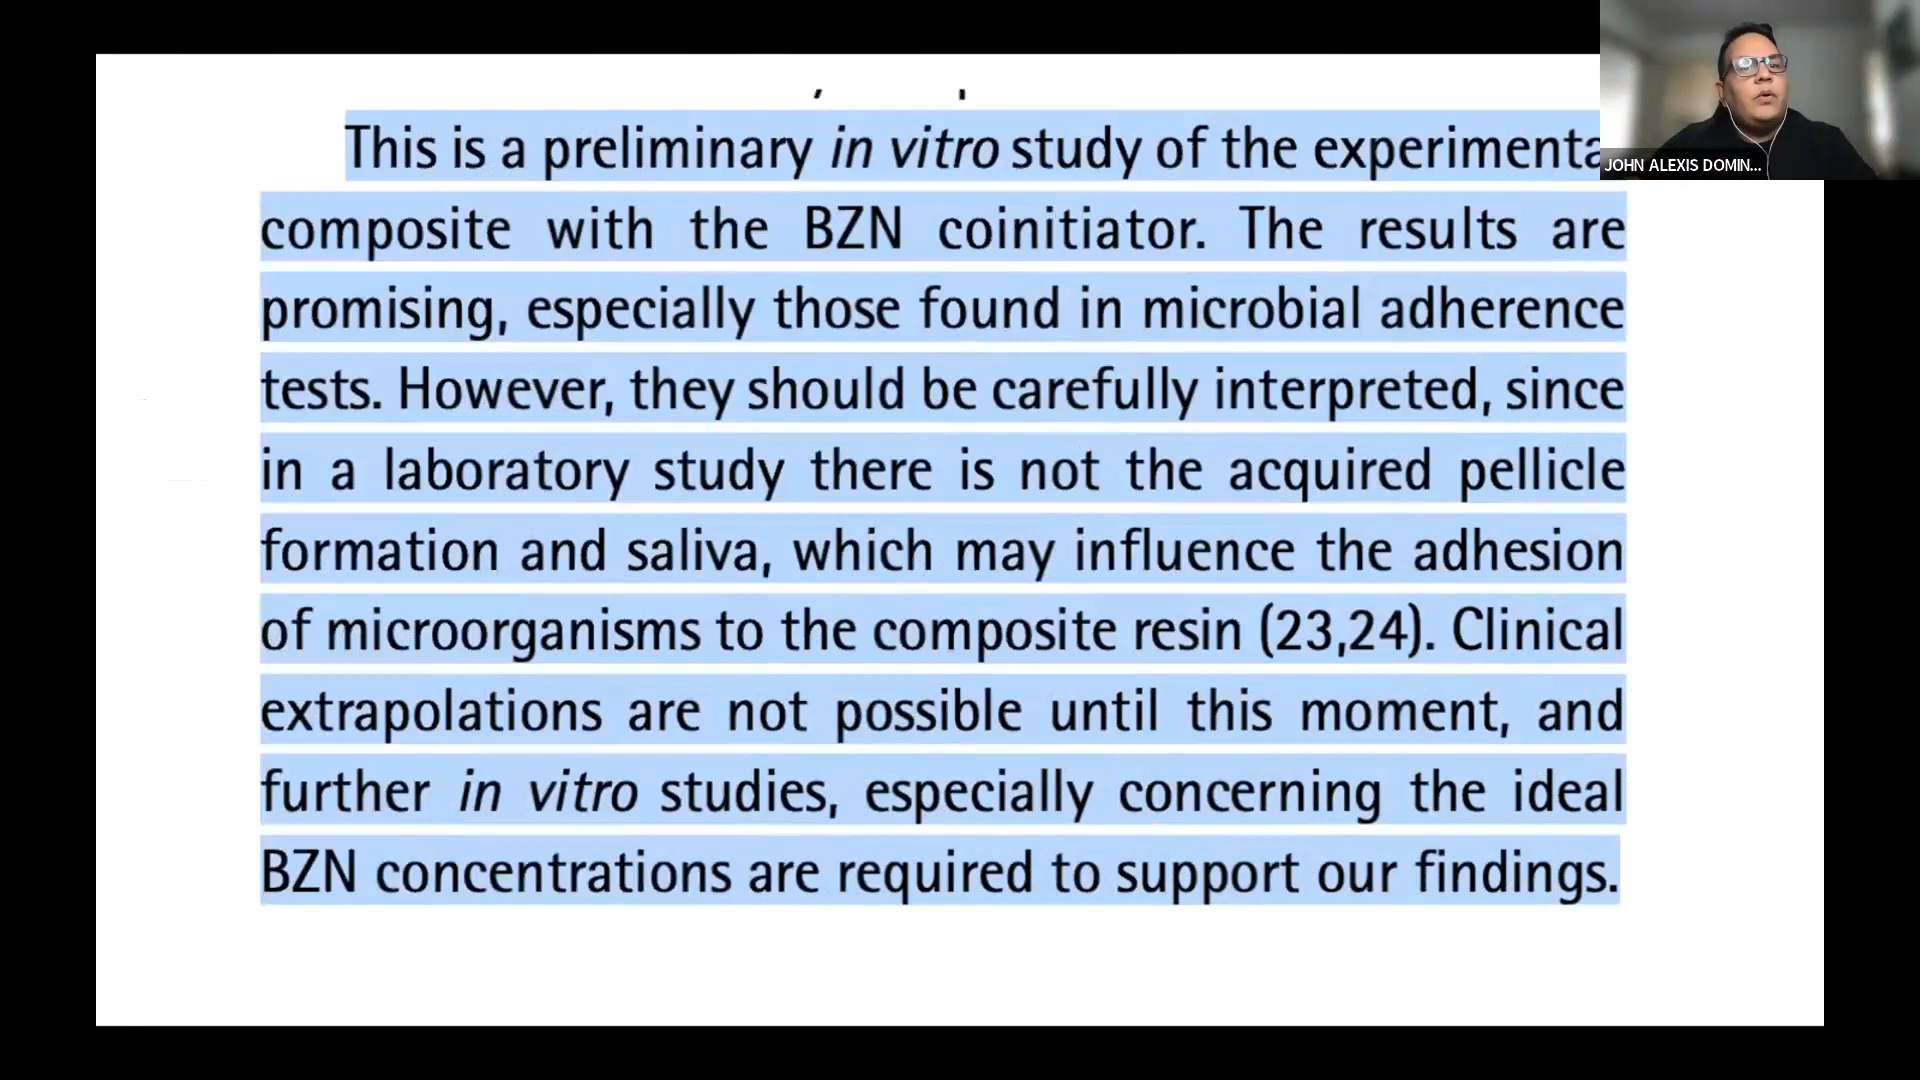 This is a preliminary in vitro study of the experimenta
JOHN ALEXIS DOMIN...
composite with the BZN coinitiator. The results are
promising, especially those found in microbial adherence
tests. However, they should be carefully interpreted, since
in a laboratory study there is not the acquired pellicle
formation and saliva, which may influence the adhesion
of microorganisms to the composite resin (23,24). Clinical
extrapolations are not possible until this moment, and
further in vitro studies, especially concerning the ideal
BZN concentrations are required to support our findings.